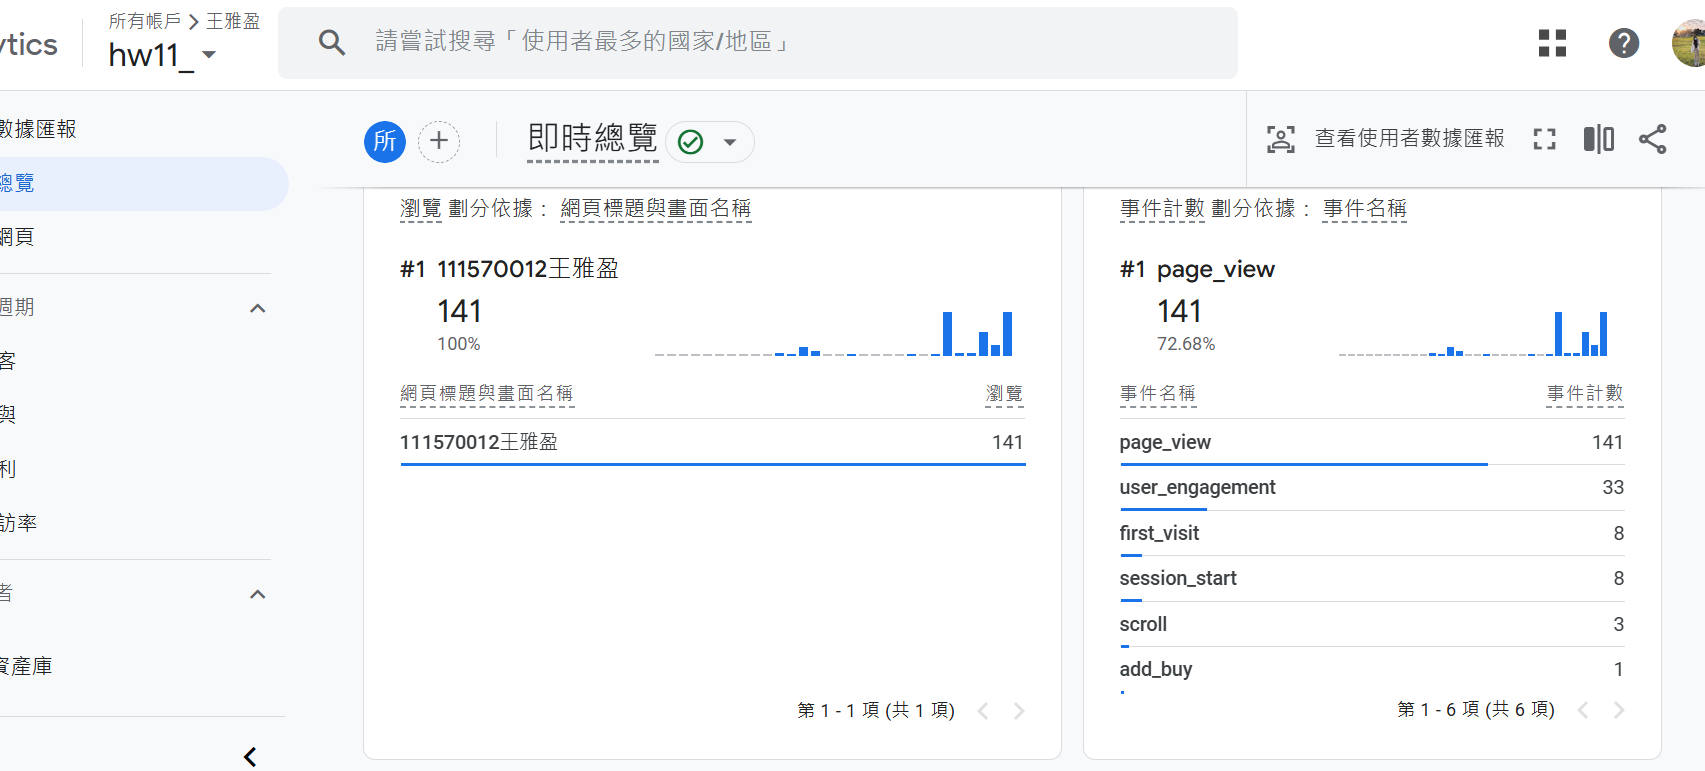 ytics
所有帳戶 > 王雅盈
hw11_
請嘗試搜尋「使用者最多的國家/地區」
數據匯報
總覽
網頁
週期
客
與
利
訪率
者
資產庫
所
即時總覽
查看使用者數據匯報
瀏覽 劃分依據： 網頁標題與畫面名稱
#1 111570012王雅盈
141
100%
網頁標題與畫面名稱 瀏覽
111570012王雅盈 141
第 1 - 1 項 (共 1 項)
事件計數 劃分依據： 事件名稱
#1 page_view
141
72.68%
事件名稱 事件計數
page_view 141
user_engagement 33
first_visit 8
session_start 8
scroll 3
add_buy 1
第 1 - 6 項 (共 6 項)